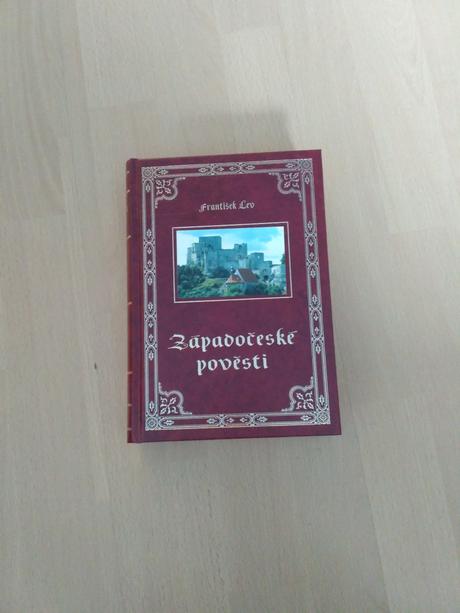 František Lev
Západočeské
pověsti